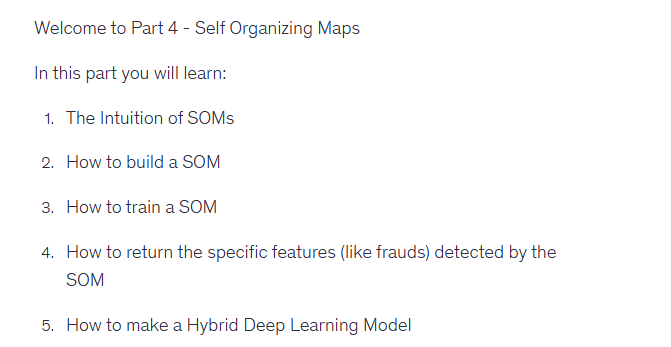 Welcome to Part 4 - Self Organizing Maps
In this part you will learn:
1. The Intuition of SOMs
2. How to build a SOM
3. How to train a SOM
4. How to return the specific features (like frauds) detected by the
SOM
5. How to make a Hybrid Deep Learning Model